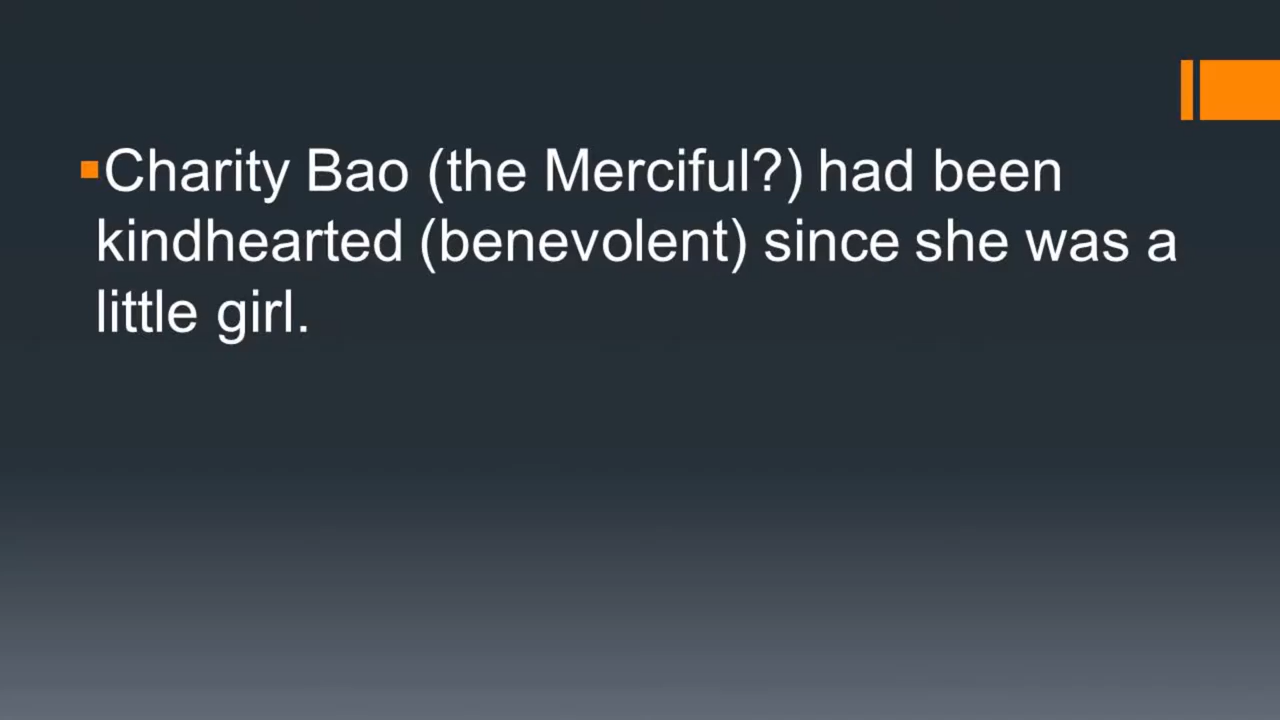 Charity Bao (the Merciful?) had been
kindhearted (benevolent) since she was a
little girl.